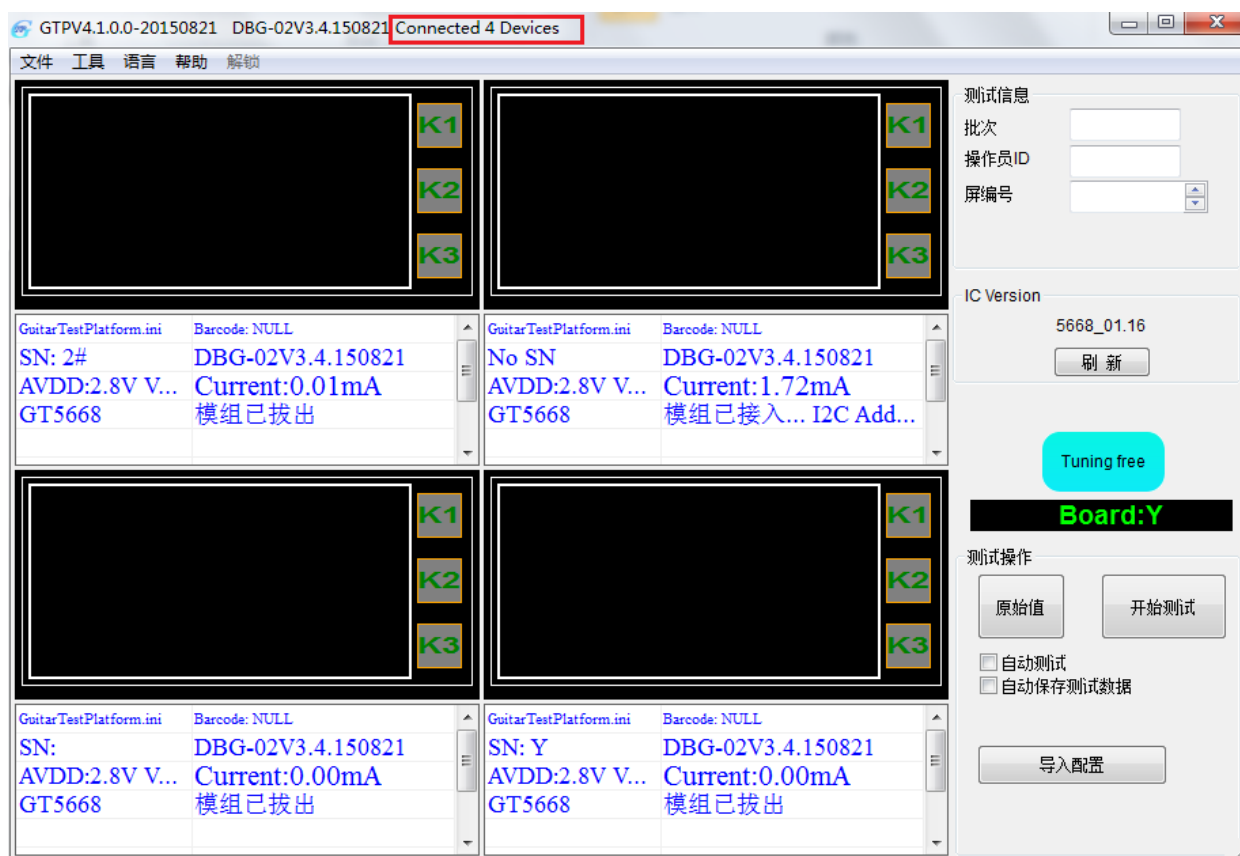 GTPV4.1.0.0-20150821 DBG-02V3.4.150821 Connected 4 Devices
文件 工具 语言 帮助 解锁
K1
K2
K3
GuitarTestPlatform.ini Barcode: NULL
SN: 2# DBG-02V3.4.150821
AVDD:2.8V V... Current:0.01mA
GT5668 模组已拔出
K1
K2
K3
GuitarTestPlatform.ini Barcode: NULL
No SN DBG-02V3.4.150821
AVDD:2.8V V... Current:1.72mA
GT5668 模组已接入... I2C Add...
K1
K2
K3
GuitarTestPlatform.ini Barcode: NULL
SN: DBG-02V3.4.150821
AVDD:2.8V V... Current:0.00mA
GT5668 模组已拔出
K1
K2
K3
GuitarTestPlatform.ini Barcode: NULL
SN: Y DBG-02V3.4.150821
AVDD:2.8V V... Current:0.00mA
GT5668 模组已拔出
测试信息
批次
操作员ID
屏编号
IC Version
5668_01.16
刷 新
Tuning free
Board:Y
测试操作
原始值 开始测试
自动测试
自动保存测试数据
导入配置